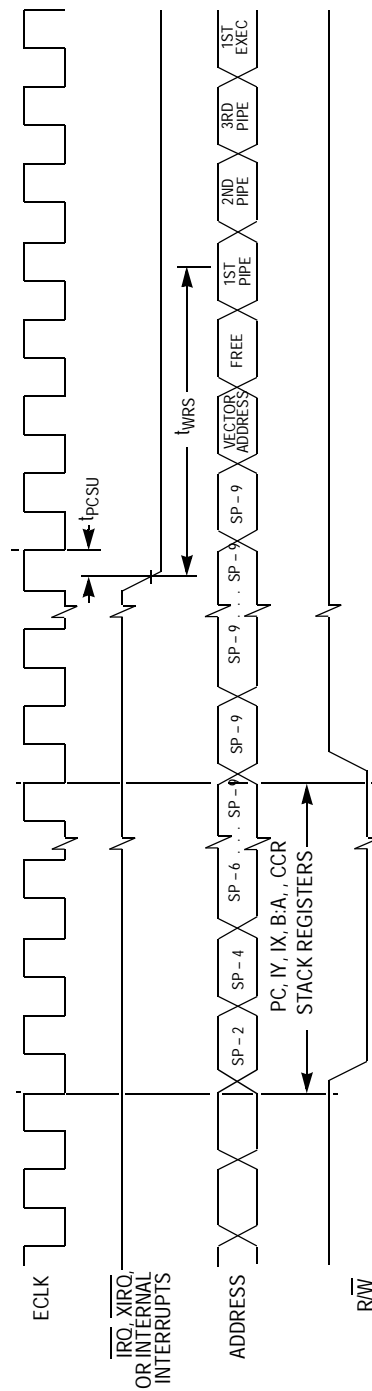 ECLK
IRQ, XIRQ,
OR INTERNAL
INTERRUPTS
tPCSU
tWRS
ADDRESS
SP – 2
SP – 4
SP – 6 . . . SP – 9
SP – 9
SP – 9 . . . SP – 9
SP – 9
VECTOR
ADDRESS
FREE
1ST
PIPE
2ND
PIPE
3RD
PIPE
1ST
EXEC
PC, IY, IX, B:A, , CCR
STACK REGISTERS
R/W